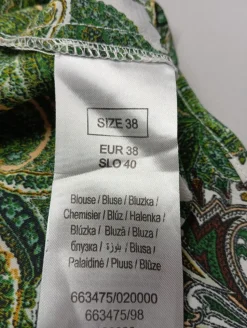 SIZE 38
EUR 38
SLO 40
Blouse / Bluse / Bluzka /
Chemisier / Blúz / Halenka /
Blúzka / Bluză / Bluza /
блузка / بلوزة / Blusa /
Palaidinė / Pluus / Blūze
663475/020000
663475/98